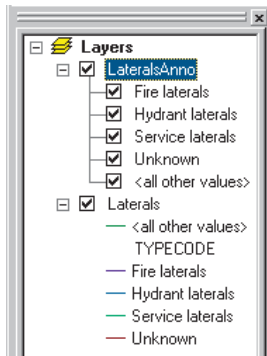 Layers
LateralsAnno
Fire laterals
Hydrant laterals
Service laterals
Unknown
<all other values>
Laterals
<all other values>
TYPECODE
Fire laterals
Hydrant laterals
Service laterals
Unknown